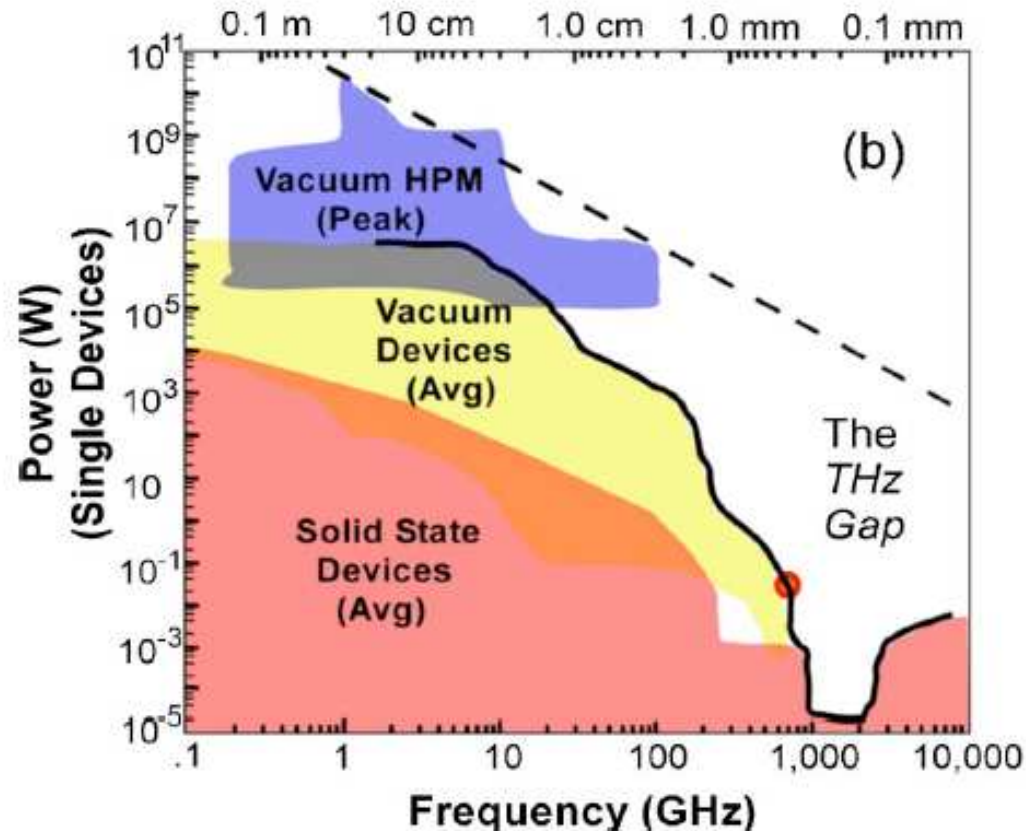 0.1 m 10 cm 1.0 cm 1.0 mm 0.1 mm
10^11
10^9
10^7
10^5
10^3
10
10^-1
10^-3
10^-5
Power (W)
(Single Devices)
(b)
Vacuum HPM
(Peak)
Vacuum
Devices
(Avg)
The
THz
Gap
Solid State
Devices
(Avg)
.1 1 10 100 1,000 10,000
Frequency (GHz)